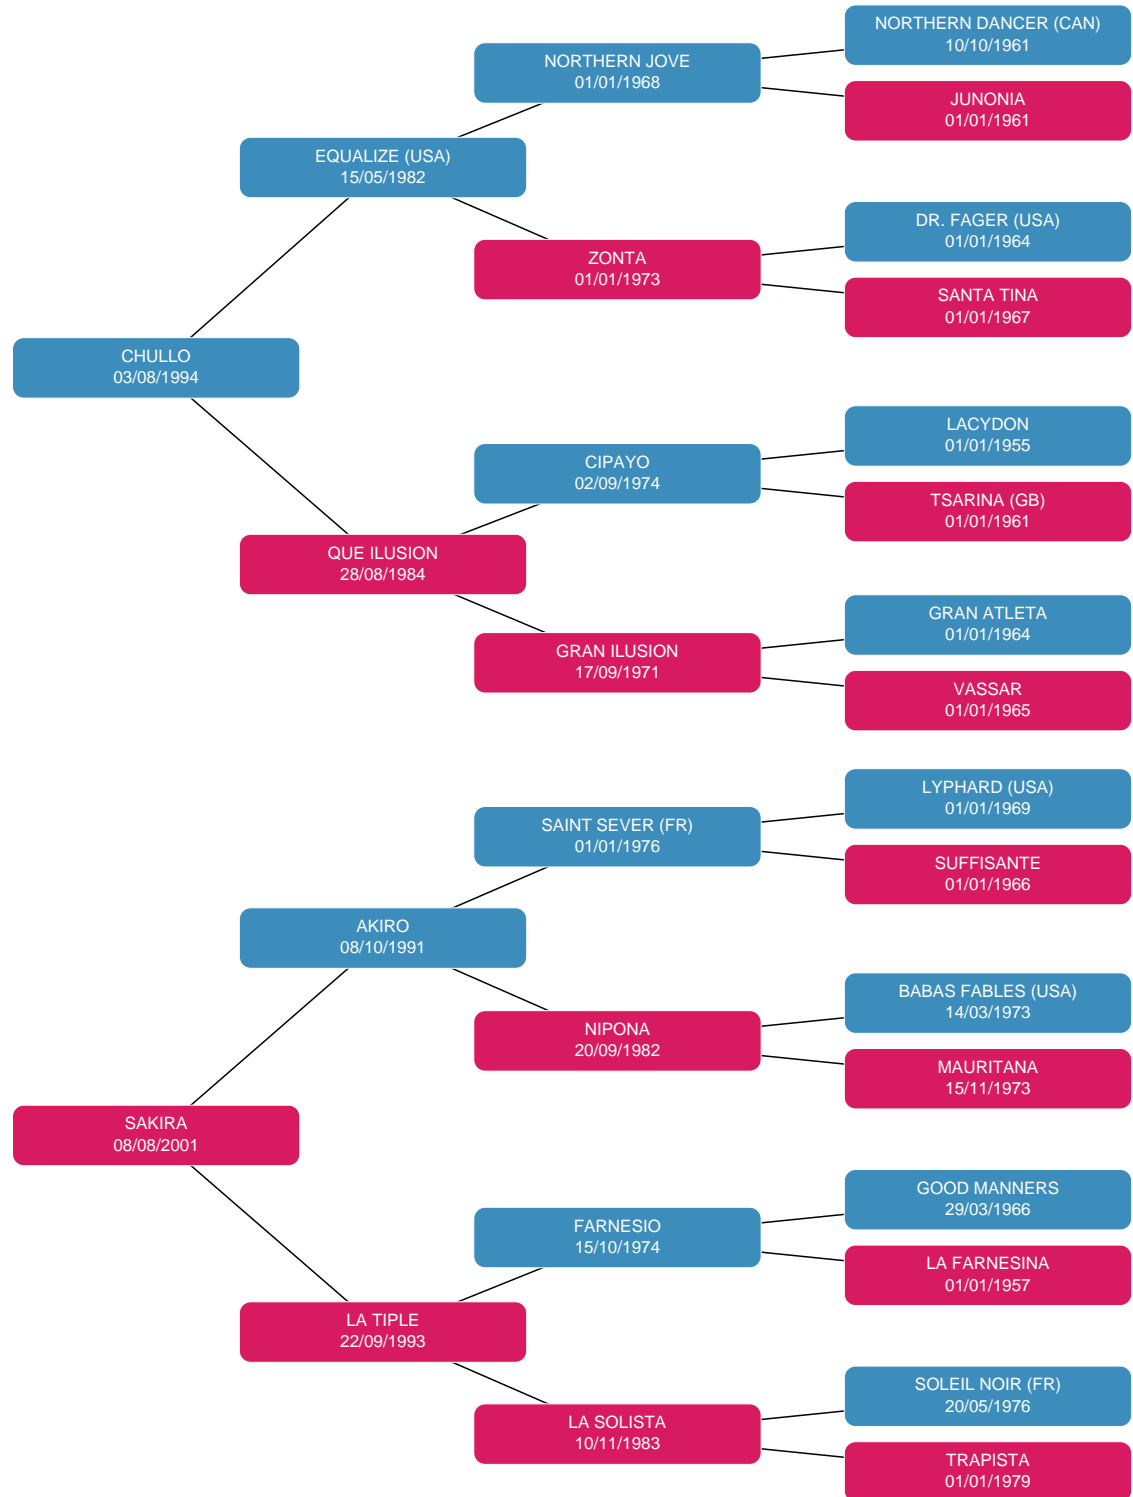 NORTHERN DANCER (CAN)
10/10/1961
NORTHERN JOVE
01/01/1968
JUNONIA
01/01/1961
EQUALIZE (USA)
15/05/1982
DR. FAGER (USA)
01/01/1964
ZONTA
01/01/1973
SANTA TINA
01/01/1967
CHULLO
03/08/1994
LACYDON
01/01/1955
CIPAYO
02/09/1974
TSARINA (GB)
01/01/1961
QUE ILUSION
28/08/1984
GRAN ATLETA
01/01/1964
GRAN ILUSION
17/09/1971
VASSAR
01/01/1965
LYPHARD (USA)
01/01/1969
SAINT SEVER (FR)
01/01/1976
SUFFISANTE
01/01/1966
AKIRO
08/10/1991
BABAS FABLES (USA)
14/03/1973
NIPONA
20/09/1982
MAURITANA
15/11/1973
SAKIRA
08/08/2001
GOOD MANNERS
29/03/1966
FARNESIO
15/10/1974
LA FARNESINA
01/01/1957
LA TIPLE
22/09/1993
SOLEIL NOIR (FR)
20/05/1976
LA SOLISTA
10/11/1983
TRAPISTA
01/01/1979